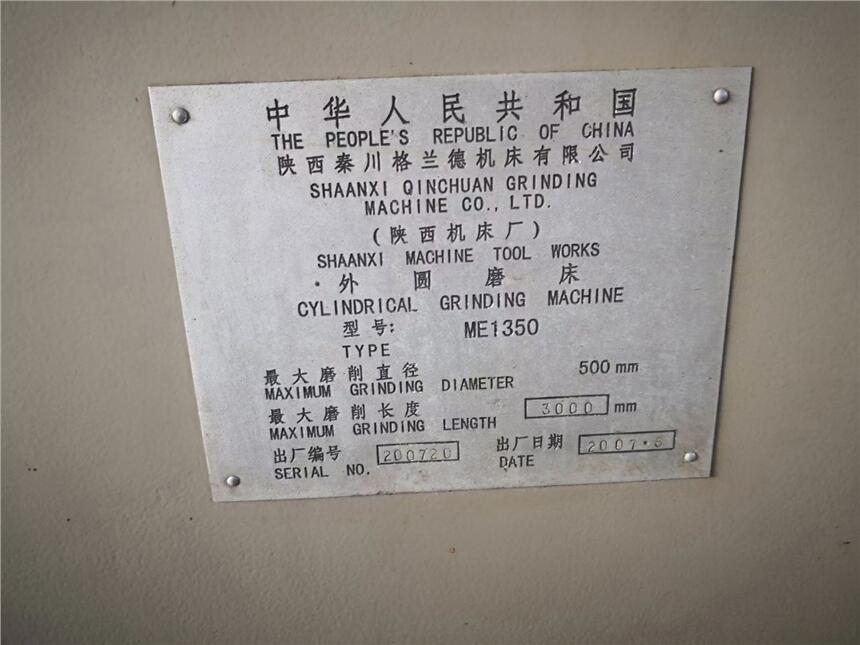 中华人民共和国
THE PEOPLE'S REPUBLIC OF CHINA
陕西秦川格兰德机床有限公司
SHAANXI QINCHUAN GRINDING
MACHINE CO., LTD.
(陕西机床厂)
SHAANXI MACHINE TOOL WORKS
外圆磨床
CYLINDRICAL GRINDING MACHINE
型号: ME1350
TYPE
最大磨削直径 500 mm
MAXIMUM GRINDING DIAMETER
最大磨削长度 3000 mm
MAXIMUM GRINDING LENGTH
出厂编号 200720 出厂日期 2007.6
SERIAL NO. DATE